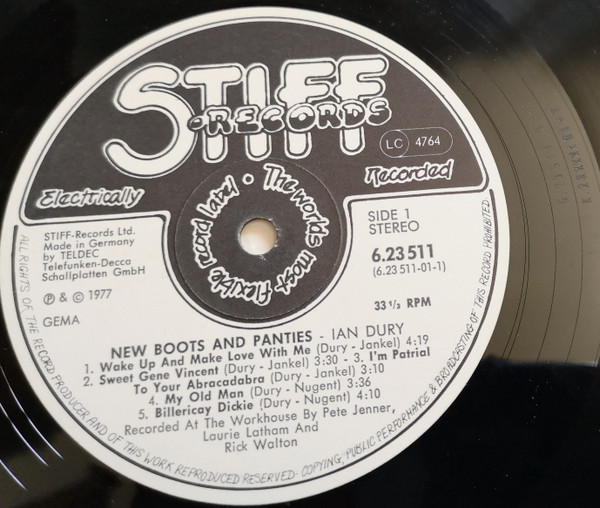 STIFF
RECORDS
LC 4764
Electrically
Recorded
The world's most flexible record label •
STIFF-Records Ltd.
Made in Germany
by TELDEC
Telefunken-Decca
Schallplatten GmbH
℗ & © 1977
GEMA
SIDE 1
STEREO
6.23 511
(6.23 511-01-1)
33 1/3 RPM
NEW BOOTS AND PANTIES - IAN DURY
1. Wake Up And Make Love With Me (Dury - Jankel) 4:19
2. Sweet Gene Vincent (Dury - Jankel) 3:30 - 3. I'm Patrial
To Your Abracadabra (Dury - Jankel) 3:10
4. My Old Man (Dury - Nugent) 3:36
5. Billericay Dickie (Dury - Nugent) 4:10
Recorded At The Workhouse By Pete Jenner,
Laurie Latham And
Rick Walton
ALL RIGHTS OF THE RECORD PRODUCER AND OF THIS WORK REPRODUCED RESERVED - COPYING, PUBLIC PERFORMANCE & BROADCASTING OF THIS RECORD PROHIBITED